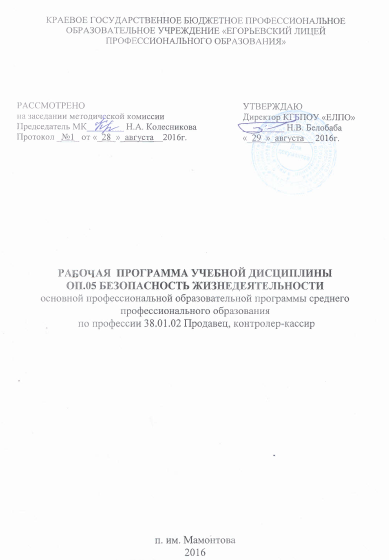 КРАЕВОЕ ГОСУДАРСТВЕННОЕ БЮДЖЕТНОЕ ПРОФЕССИОНАЛЬНОЕ
ОБРАЗОВАТЕЛЬНОЕ УЧРЕЖДЕНИЕ «ЕГОРЬЕВСКИЙ ЛИЦЕЙ
ПРОФЕССИОНАЛЬНОГО ОБРАЗОВАНИЯ»
РАССМОТРЕНО
на заседании методической комиссии
Председатель МК Н.А. Колесникова
Протокол №1 от « 28 » августа 2016г.
УТВЕРЖДАЮ
Директор КГБПОУ «ЕЛПО»
Н.В. Белобаба
« 29 » августа 2016г.
РАБОЧАЯ ПРОГРАММА УЧЕБНОЙ ДИСЦИПЛИНЫ
ОП.05 БЕЗОПАСНОСТЬ ЖИЗНЕДЕЯТЕЛЬНОСТИ
основной профессиональной образовательной программы среднего
профессионального образования
по профессии 38.01.02 Продавец, контролер-кассир
п. им. Мамонтова
2016